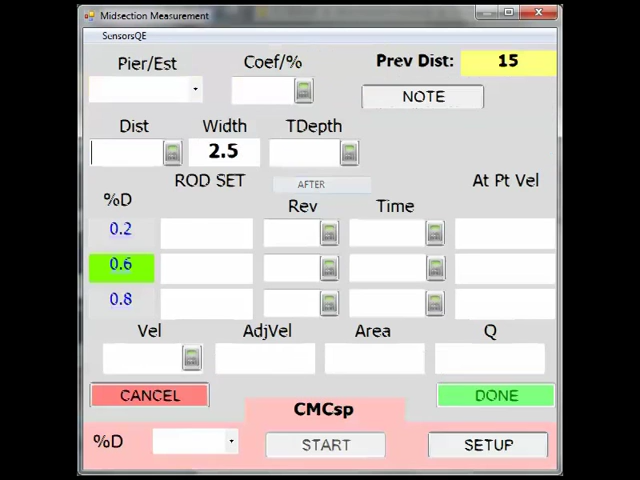 Midsection Measurement
SensorsQE
Pier/Est
Coef/%
Prev Dist:
15
NOTE
Dist
Width
TDepth
2.5
ROD SET
AFTER
At Pt Vel
%D
Rev
Time
0.2
0.6
0.8
Vel
AdjVel
Area
Q
CANCEL
DONE
CMCsp
%D
START
SETUP